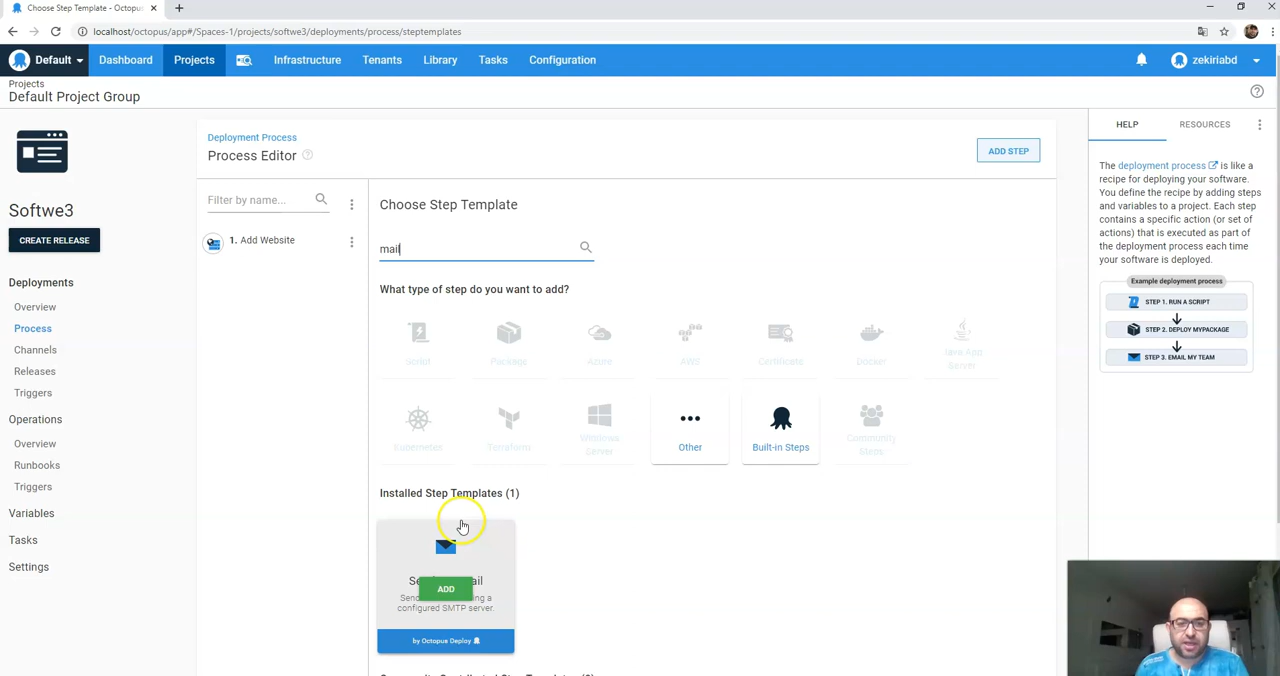 Choose Step Template - Octopus
localhost/octopus/app#/Spaces-1/projects/softwe3/deployments/process/steptemplates
Default
Dashboard
Projects
Infrastructure
Tenants
Library
Tasks
Configuration
zekiriabd
Projects
Default Project Group
Softwe3
CREATE RELEASE
Deployments
Overview
Process
Channels
Releases
Triggers
Operations
Overview
Runbooks
Triggers
Variables
Tasks
Settings
Deployment Process
Process Editor
ADD STEP
Filter by name...
1. Add Website
Choose Step Template
mail
What type of step do you want to add?
Script
Package
Azure
AWS
Certificate
Docker
Java App
Server
Kubernetes
Terraform
Windows
Server
Other
Built-in Steps
Community
Steps
Installed Step Templates (1)
ADD
configured SMTP server.
by Octopus Deploy
HELP
RESOURCES
The deployment process is like a
recipe for deploying your software.
You define the recipe by adding steps
and variables to a project. Each step
contains a specific action (or set of
actions) that is executed as part of
the deployment process each time
your software is deployed.
Example deployment process
STEP 1. RUN A SCRIPT
STEP 2. DEPLOY MYPACKAGE
STEP 3. EMAIL MY TEAM